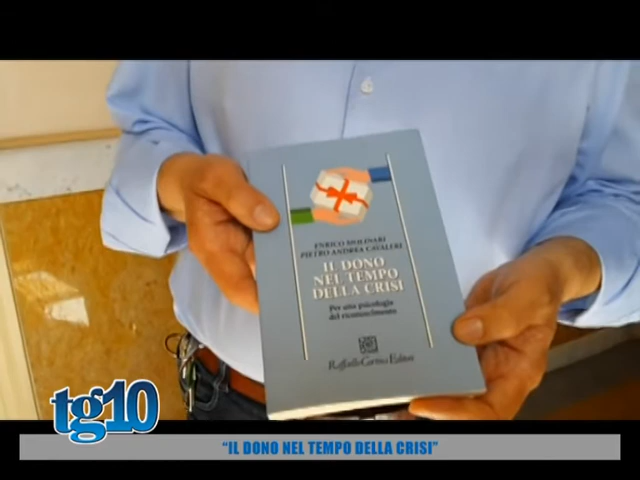 ENRICO MOLINARI
PIETRO ANDREA CAVALERI
IL DONO
NEL TEMPO
DELLA CRISI
Per una psicologia
del riconoscimento
Raffaello Cortina Editore
tg10
"IL DONO NEL TEMPO DELLA CRISI"